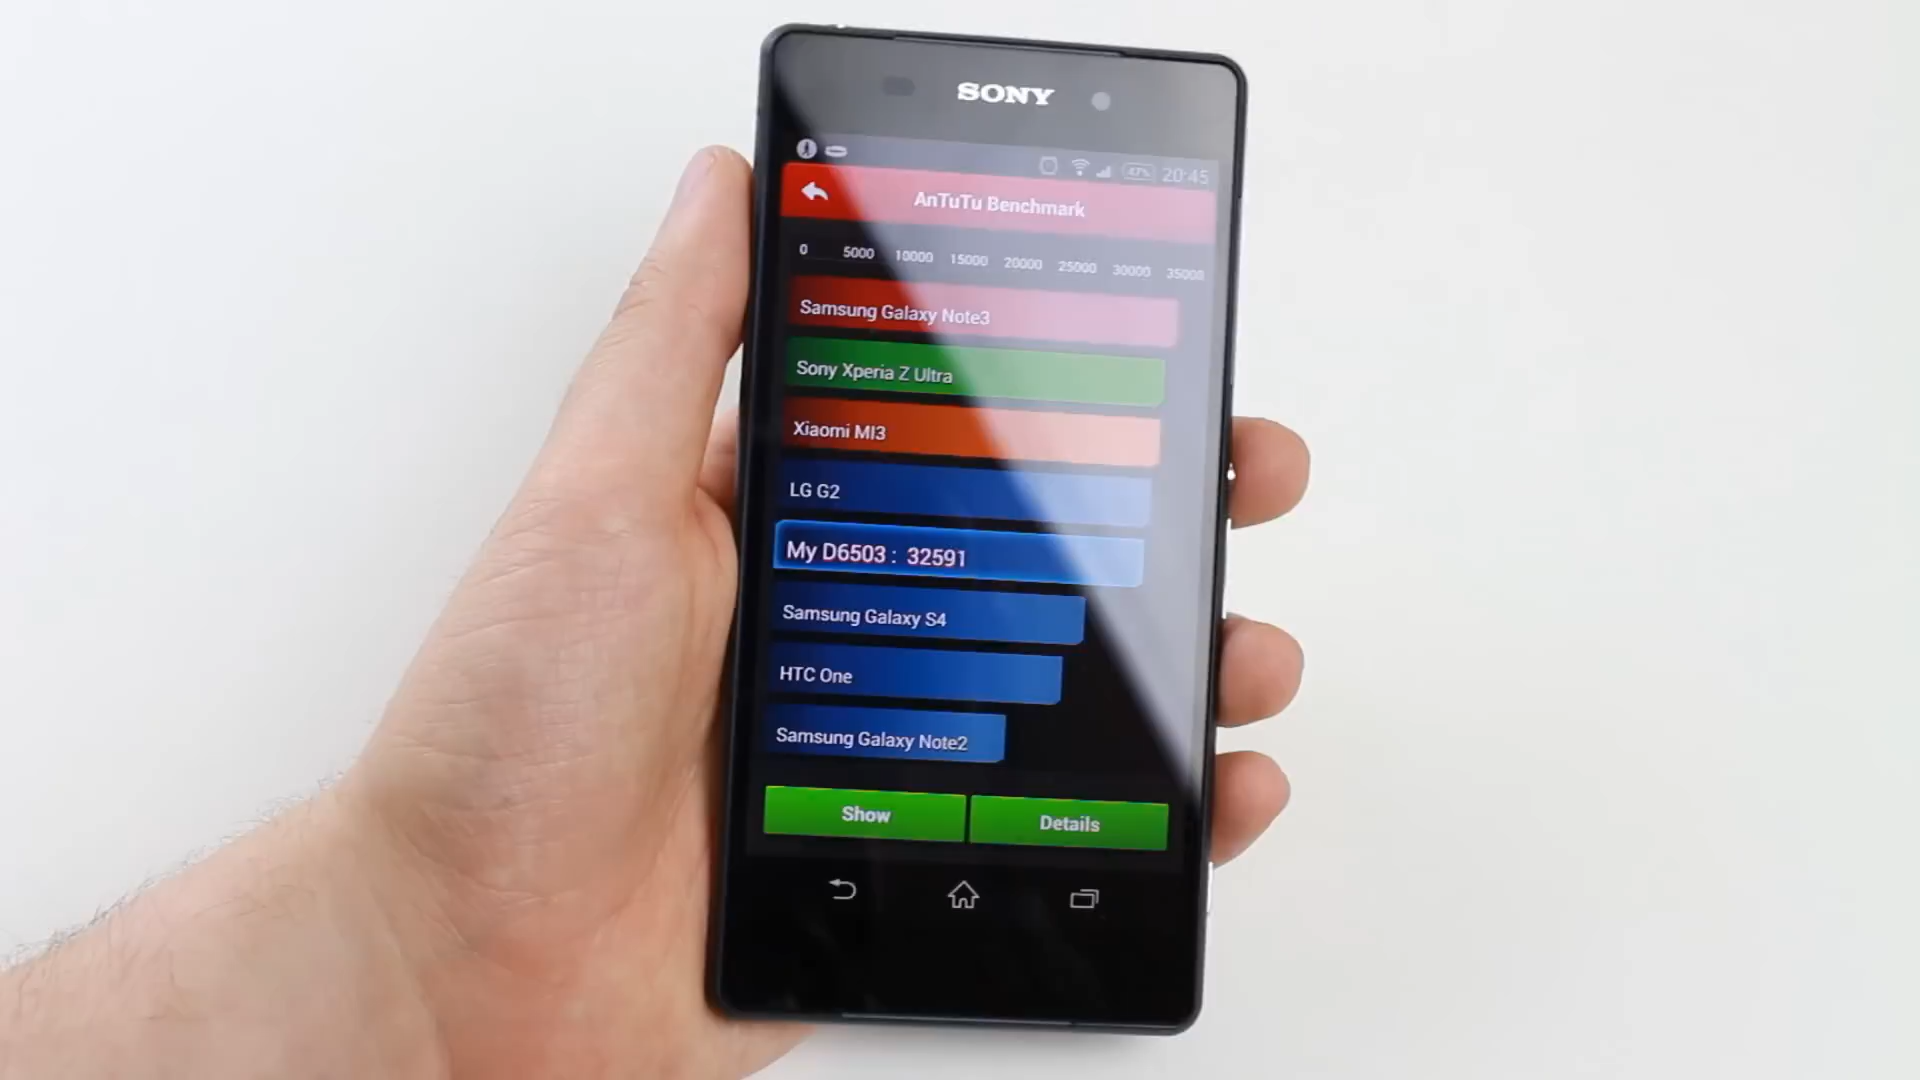 SONY
47% 20:45
AnTuTu Benchmark
0 5000 10000 15000 20000 25000 30000 35000
Samsung Galaxy Note3
Sony Xperia Z Ultra
Xiaomi MI3
LG G2
My D6503 : 32591
Samsung Galaxy S4
HTC One
Samsung Galaxy Note2
Show Details